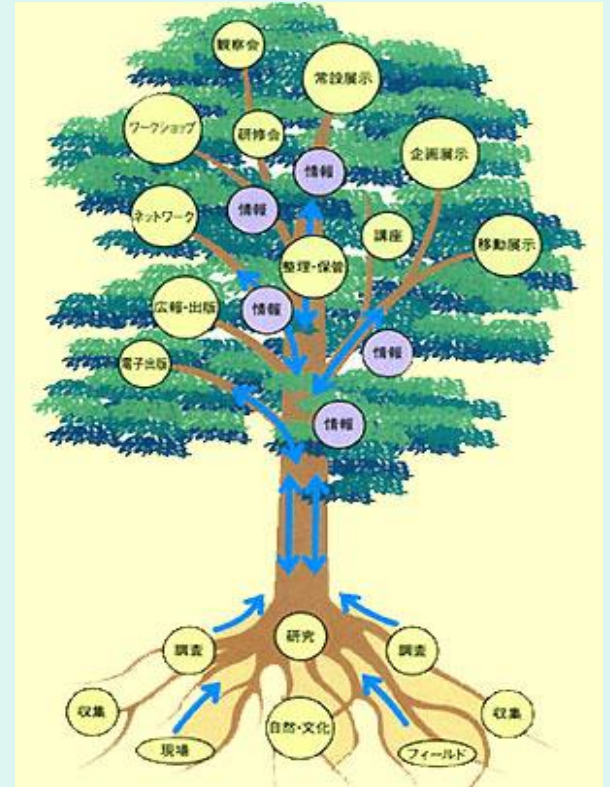 観察会
常設展示
ワークショップ
研修会
企画展示
情報
情報
ネットワーク
講座
移動展示
整理・保管
広報・出版
情報
情報
電子出版
情報
研究
調査
調査
収集
収集
自然・文化
現場
フィールド